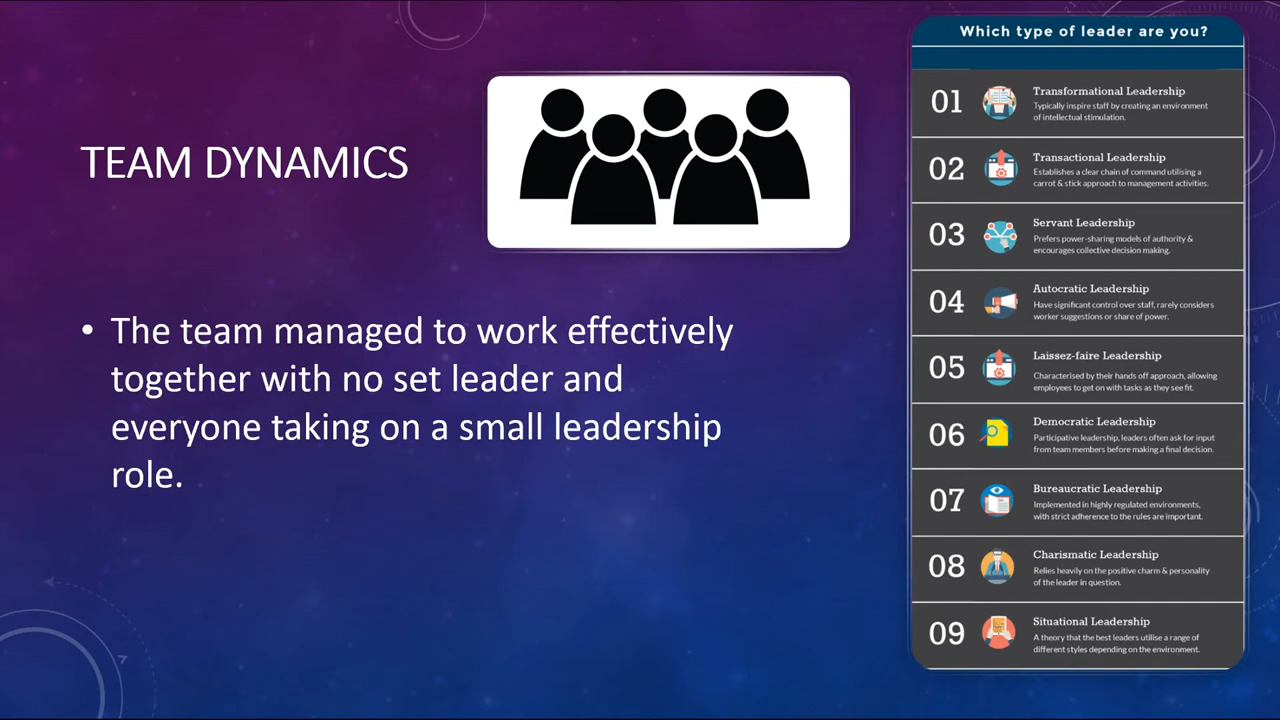 TEAM DYNAMICS
• The team managed to work effectively
together with no set leader and
everyone taking on a small leadership
role.
Which type of leader are you?
01
Transformational Leadership
Typically inspire staff by creating an environment
of intellectual stimulation.
02
Transactional Leadership
Establishes a clear chain of command utilising a
carrot & stick approach to management activities.
03
Servant Leadership
Prefers power-sharing models of authority &
encourages collective decision making.
04
Autocratic Leadership
Have significant control over staff, rarely considers
worker suggestions or share of power.
05
Laissez-faire Leadership
Characterised by their hands off approach, allowing
employees to get on with tasks as they see fit.
06
Democratic Leadership
Participative leadership, leaders often ask for input
from team members before making a final decision.
07
Bureaucratic Leadership
Implemented in highly regulated environments,
with strict adherence to the rules are important.
08
Charismatic Leadership
Relies heavily on the positive charm & personality
of the leader in question.
09
Situational Leadership
A theory that the best leaders utilise a range of
different styles depending on the environment.